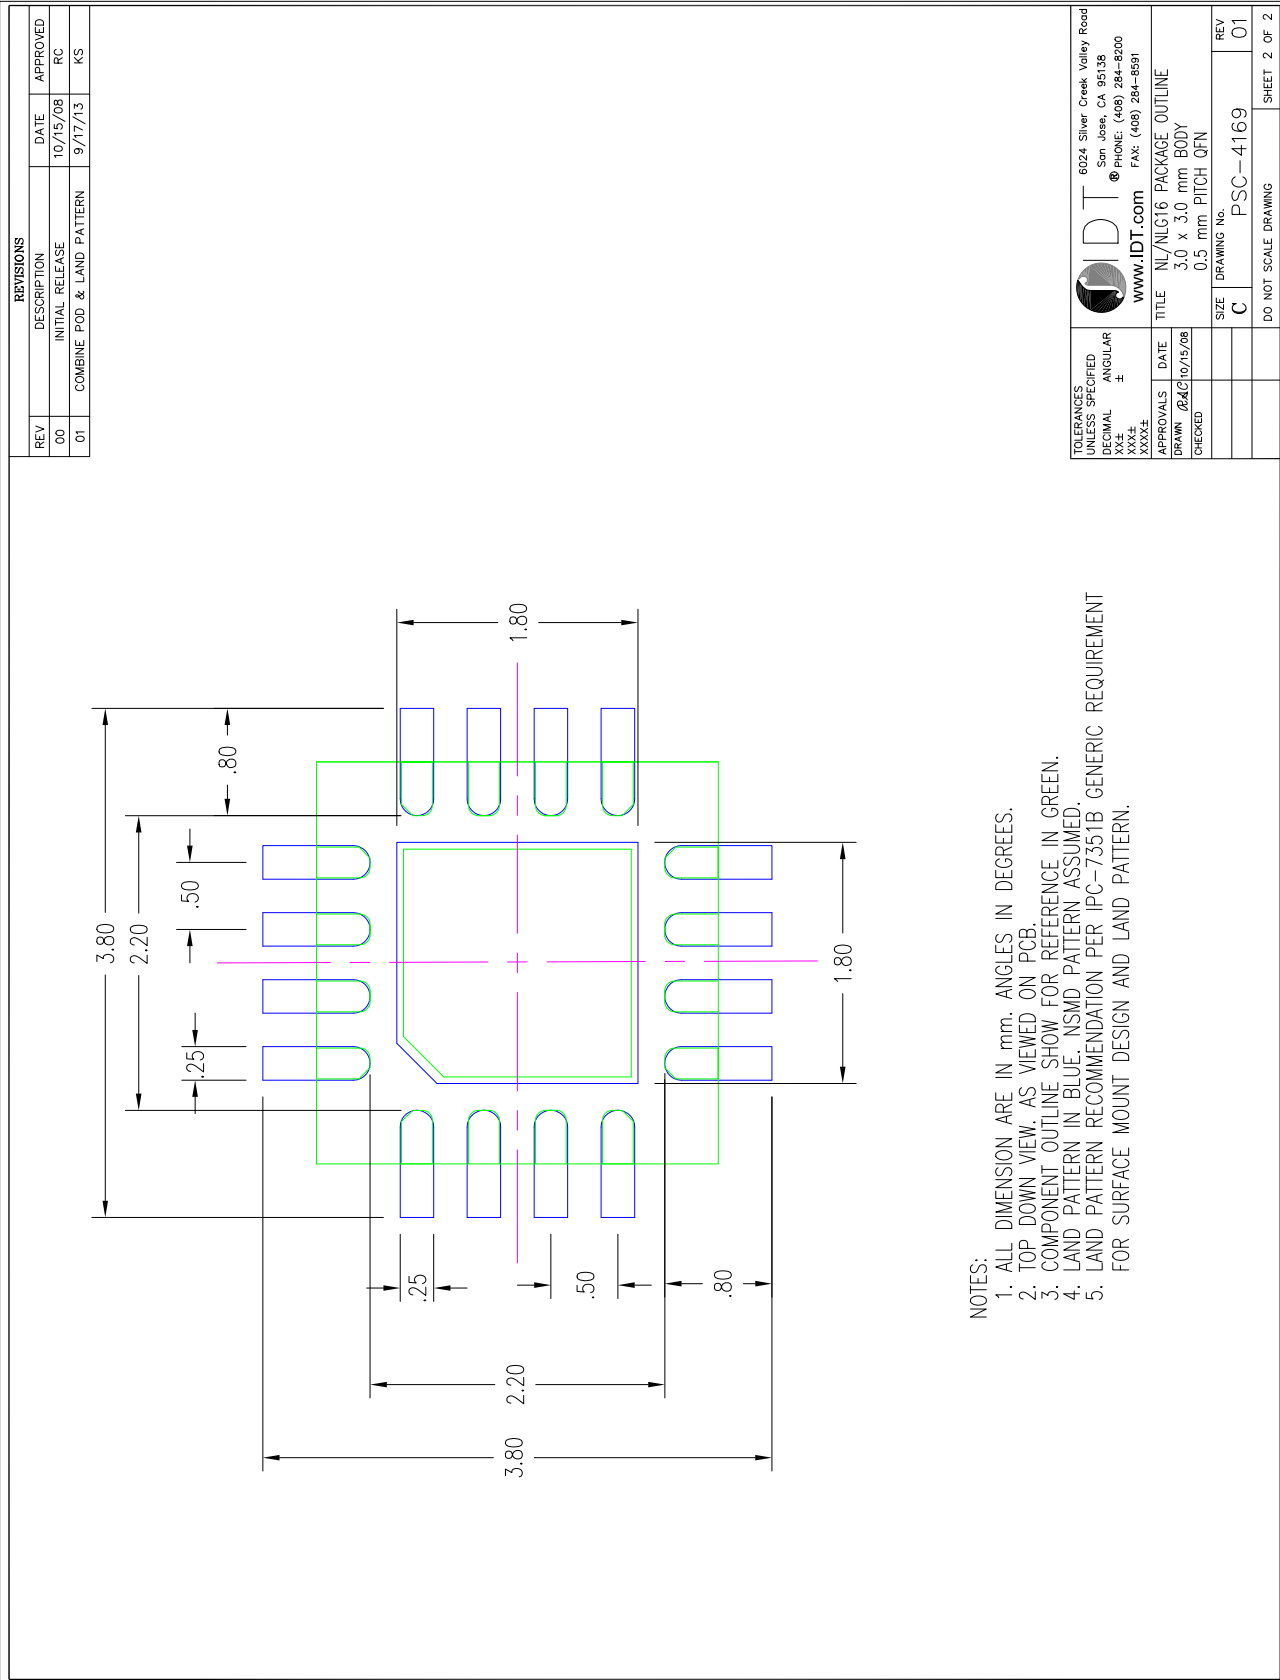 REVISIONS
REV DESCRIPTION DATE APPROVED
00 INITIAL RELEASE 10/15/08 RC
01 COMBINE POD & LAND PATTERN 9/17/13 KS
3.80
2.20
.80
.50
.25
1.80
1.80
.25
.50
.80
2.20
3.80
NOTES:
1. ALL DIMENSION ARE IN mm. ANGLES IN DEGREES.
2. TOP DOWN VIEW. AS VIEWED ON PCB.
3. COMPONENT OUTLINE SHOW FOR REFERENCE IN GREEN.
4. LAND PATTERN IN BLUE. NSMD PATTERN ASSUMED.
5. LAND PATTERN RECOMMENDATION PER IPC-7351B GENERIC REQUIREMENT
FOR SURFACE MOUNT DESIGN AND LAND PATTERN.
TOLERANCES
UNLESS SPECIFIED
DECIMAL ANGULAR
XX± ±
XXX±
XXXX±
APPROVALS DATE
DRAWN RAC 10/15/08
CHECKED
IDT ®
www.IDT.com
6024 Silver Creek Valley Road
San Jose, CA 95138
PHONE: (408) 284-8200
FAX: (408) 284-8591
TITLE NL/NLG16 PACKAGE OUTLINE
3.0 x 3.0 mm BODY
0.5 mm PITCH QFN
SIZE DRAWING No. REV
C PSC-4169 01
DO NOT SCALE DRAWING SHEET 2 OF 2